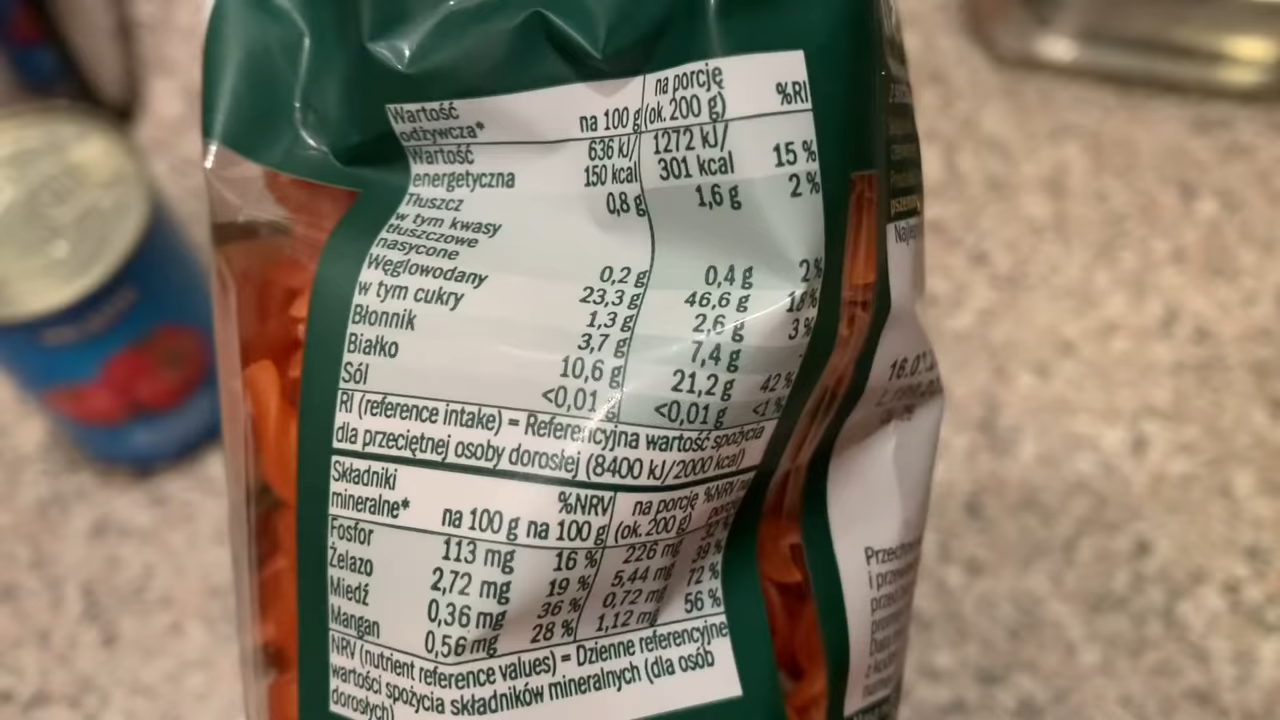 Wartość odżywcza* na 100 g na porcję (ok. 200 g) %RI
Wartość energetyczna 636 kJ/ 150 kcal 1272 kJ/ 301 kcal 15 %
Tłuszcz 0,8 g 1,6 g 2 %
w tym kwasy tłuszczowe nasycone 0,2 g 0,4 g 2%
Węglowodany 23,3 g 46,6 g 18%
w tym cukry 1,3 g 2,6 g 3 %
Błonnik 3,7 g 7,4 g -
Białko 10,6 g 21,2 g 42 %
Sól <0,01 g <0,01 g <1 %
RI (reference intake) = Referencyjna wartość spożycia
dla przeciętnej osoby dorosłej (8400 kJ/2000 kcal)
Składniki mineralne* na 100 g %NRV na 100 g na porcję (ok. 200 g) %NRV
Fosfor 113 mg 16 % 226 mg 32 %
Żelazo 2,72 mg 19 % 5,44 mg 39 %
Miedź 0,36 mg 36 % 0,72 mg 72 %
Mangan 0,56 mg 28 % 1,12 mg 56 %
NRV (nutrient reference values) = Dzienne referencyjne
wartości spożycia składników mineralnych (dla osób
dorosłych)
16.0